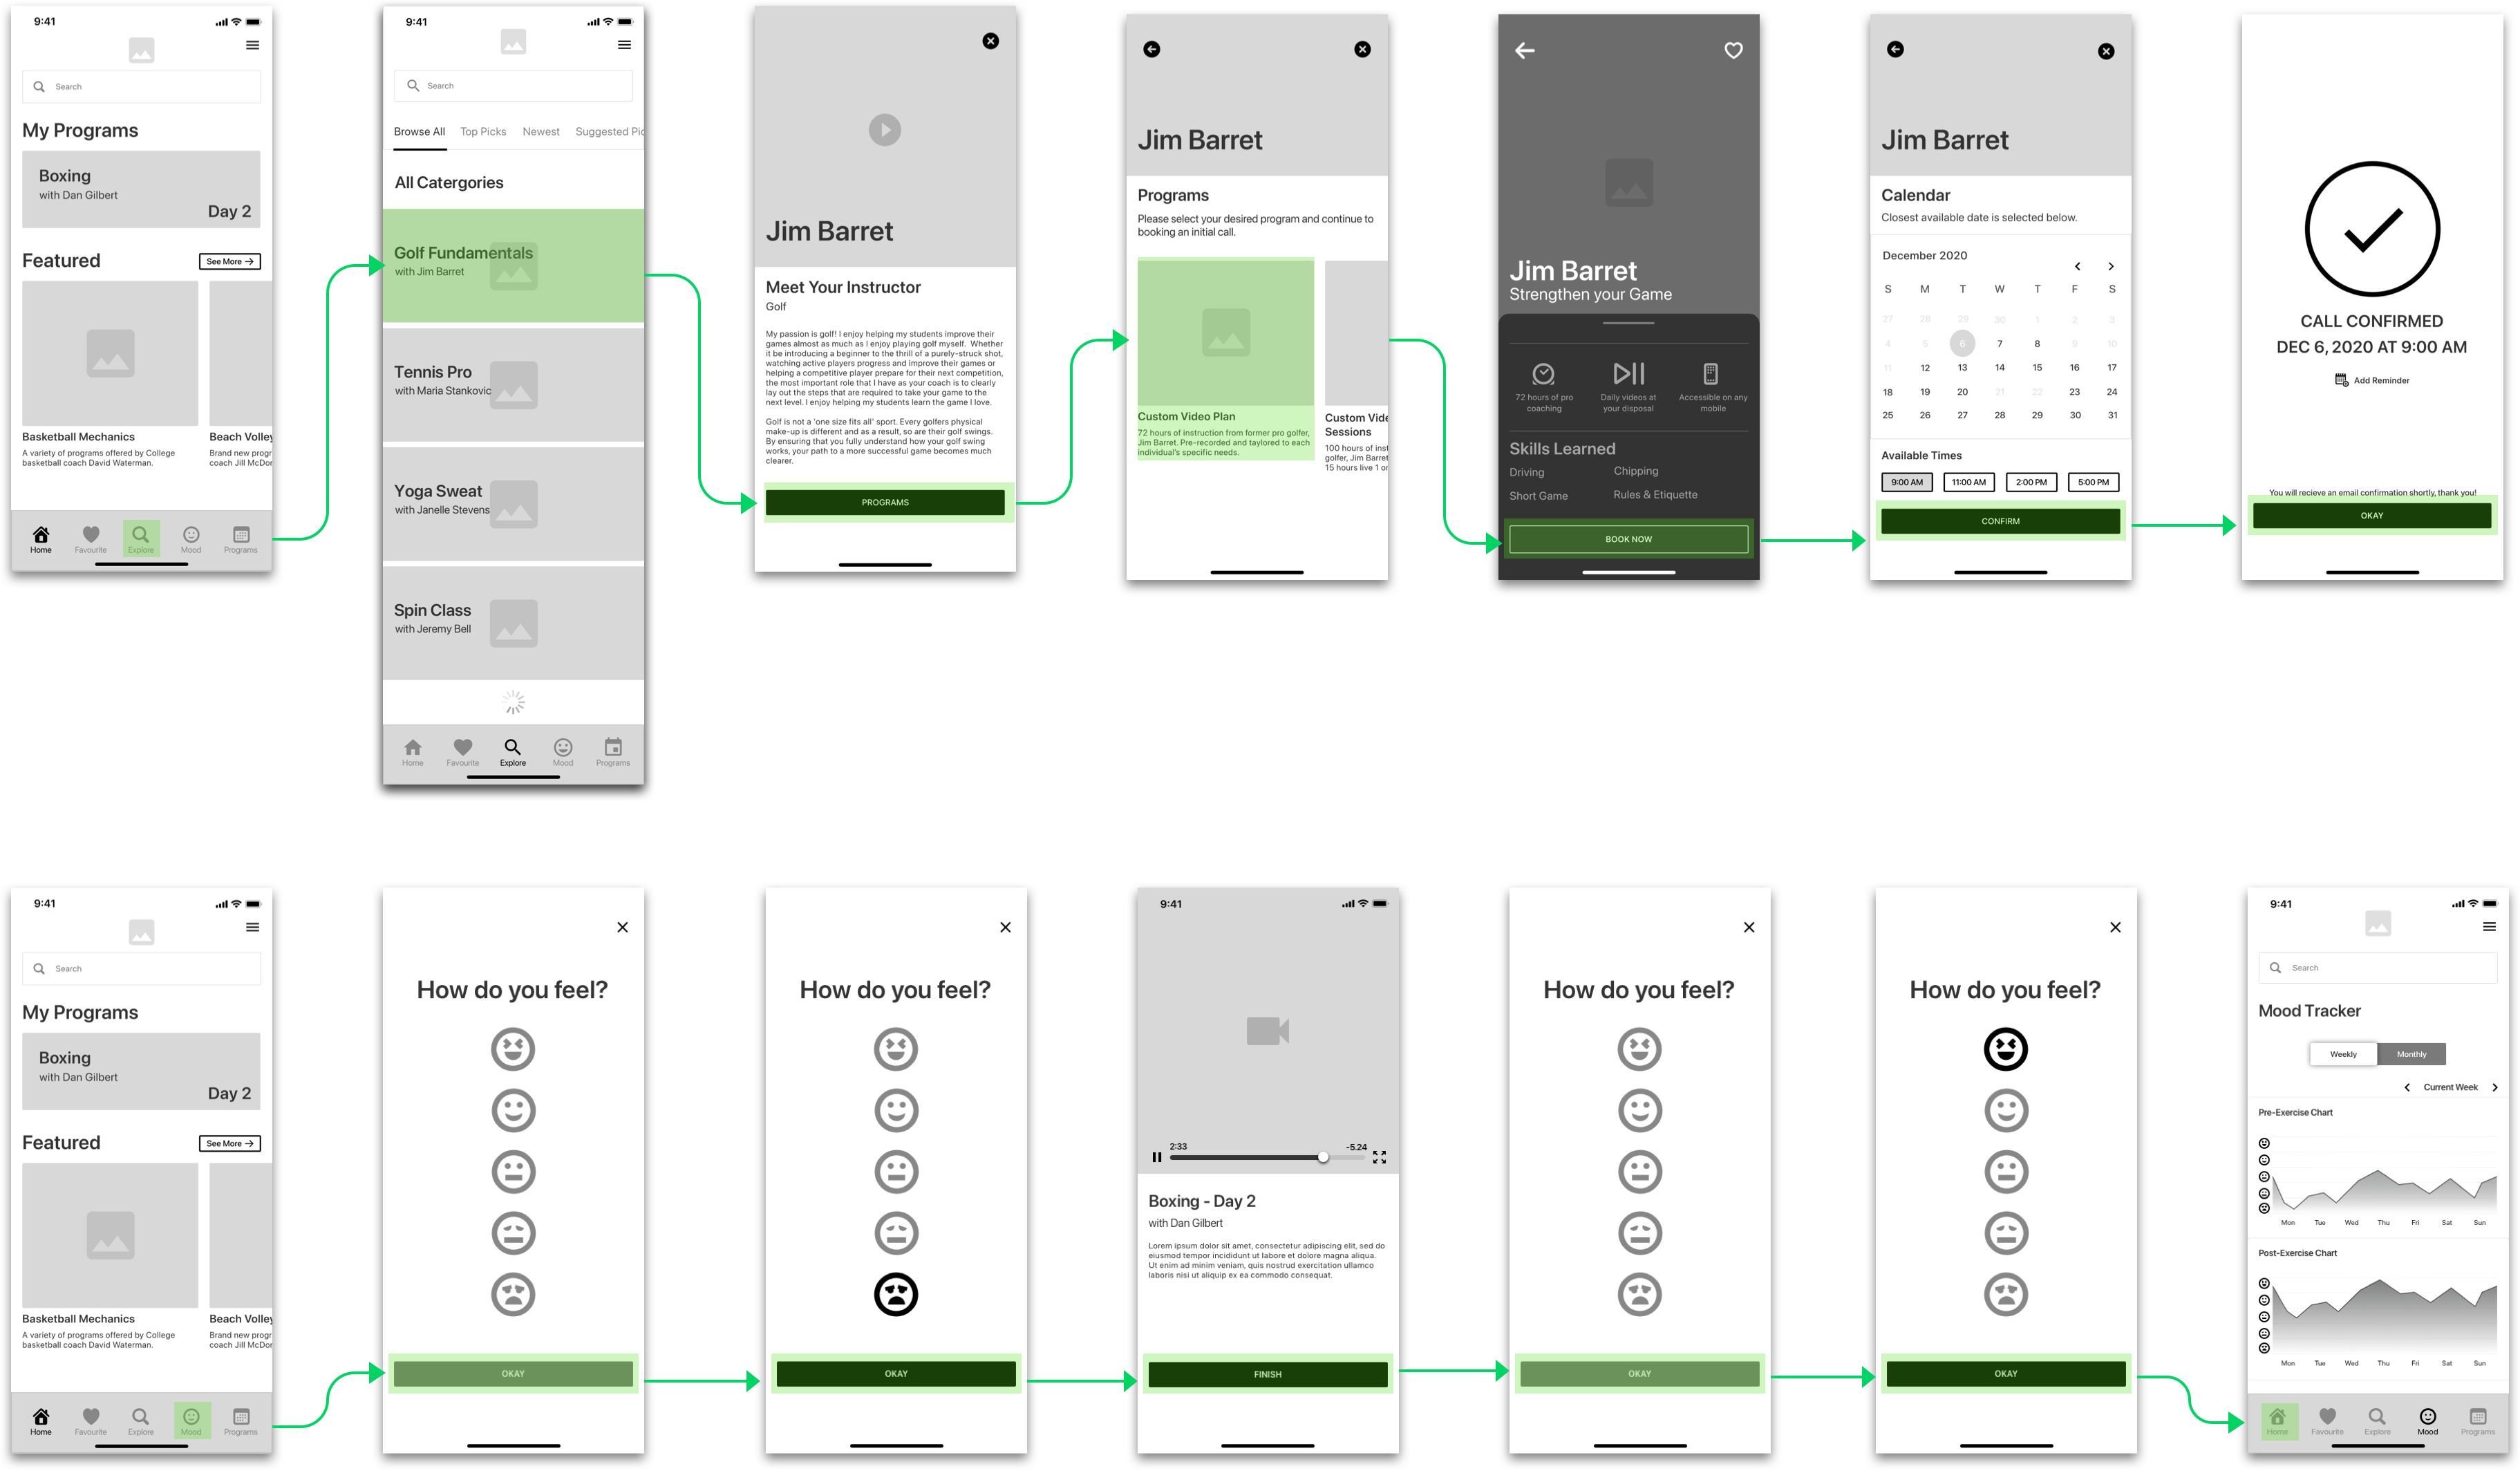 9:41
Search
My Programs
Boxing
with Dan Gilbert
Day 2
Featured
See More →
Basketball Mechanics
A variety of programs offered by College
basketball coach David Waterman.
Beach Volley
Brand new progr
coach Jill McDor
Home
Favourite
Explore
Mood
Programs
9:41
Search
Browse All
Top Picks
Newest
Suggested Pic
All Catergories
Golf Fundamentals
with Jim Barret
Tennis Pro
with Maria Stankovic
Yoga Sweat
with Janelle Stevens
Spin Class
with Jeremy Bell
Home
Favourite
Explore
Mood
Programs
Jim Barret
Meet Your Instructor
Golf
My passion is golf! I enjoy helping my students improve their
games almost as much as I enjoy playing golf myself. Whether
it be introducing a beginner to the thrill of a purely-struck shot,
watching active players progress and improve their games or
helping a competitive player prepare for their next competition,
the most important role that I have as your coach is to clearly
lay out the steps that are required to take your game to the
next level. I enjoy helping my students learn the game I love.
Golf is not a 'one size fits all' sport. Every golfers physical
make-up is different and as a result, so are their golf swings.
By ensuring that you fully understand how your golf swing
works, your path to a more successful game becomes much
clearer.
PROGRAMS
Jim Barret
Programs
Please select your desired program and continue to
booking an initial call.
Custom Video Plan
72 hours of instruction from former pro golfer,
Jim Barret. Pre-recorded and taylored to each
individual's specific needs.
Custom Vide
Sessions
100 hours of inst
golfer, Jim Barret
15 hours live 1 or
Jim Barret
Strengthen your Game
72 hours of pro
coaching
Daily videos at
your disposal
Accessible on any
mobile
Skills Learned
Driving
Chipping
Short Game
Rules & Etiquette
BOOK NOW
Jim Barret
Calendar
Closest available date is selected below.
December 2020
S M T W T F S
27 28 29 30 1 2 3
4 5 6 7 8 9 10
11 12 13 14 15 16 17
18 19 20 21 22 23 24
25 26 27 28 29 30 31
Available Times
9:00 AM
11:00 AM
2:00 PM
5:00 PM
CONFIRM
CALL CONFIRMED
DEC 6, 2020 AT 9:00 AM
Add Reminder
You will recieve an email confirmation shortly, thank you!
OKAY
9:41
Search
My Programs
Boxing
with Dan Gilbert
Day 2
Featured
See More →
Basketball Mechanics
A variety of programs offered by College
basketball coach David Waterman.
Beach Volley
Brand new progr
coach Jill McDor
Home
Favourite
Explore
Mood
Programs
How do you feel?
OKAY
How do you feel?
OKAY
9:41
2:33
-5.24
Boxing - Day 2
with Dan Gilbert
Lorem ipsum dolor sit amet, consectetur adipiscing elit, sed do
eiusmod tempor incididunt ut labore et dolore magna aliqua.
Ut enim ad minim veniam, quis nostrud exercitation ullamco
laboris nisi ut aliquip ex ea commodo consequat.
FINISH
How do you feel?
OKAY
How do you feel?
OKAY
9:41
Search
Mood Tracker
Weekly
Monthly
Current Week
Pre-Exercise Chart
Mon Tue Wed Thu Fri Sat Sun
Post-Exercise Chart
Mon Tue Wed Thu Fri Sat Sun
Home
Favourite
Explore
Mood
Programs